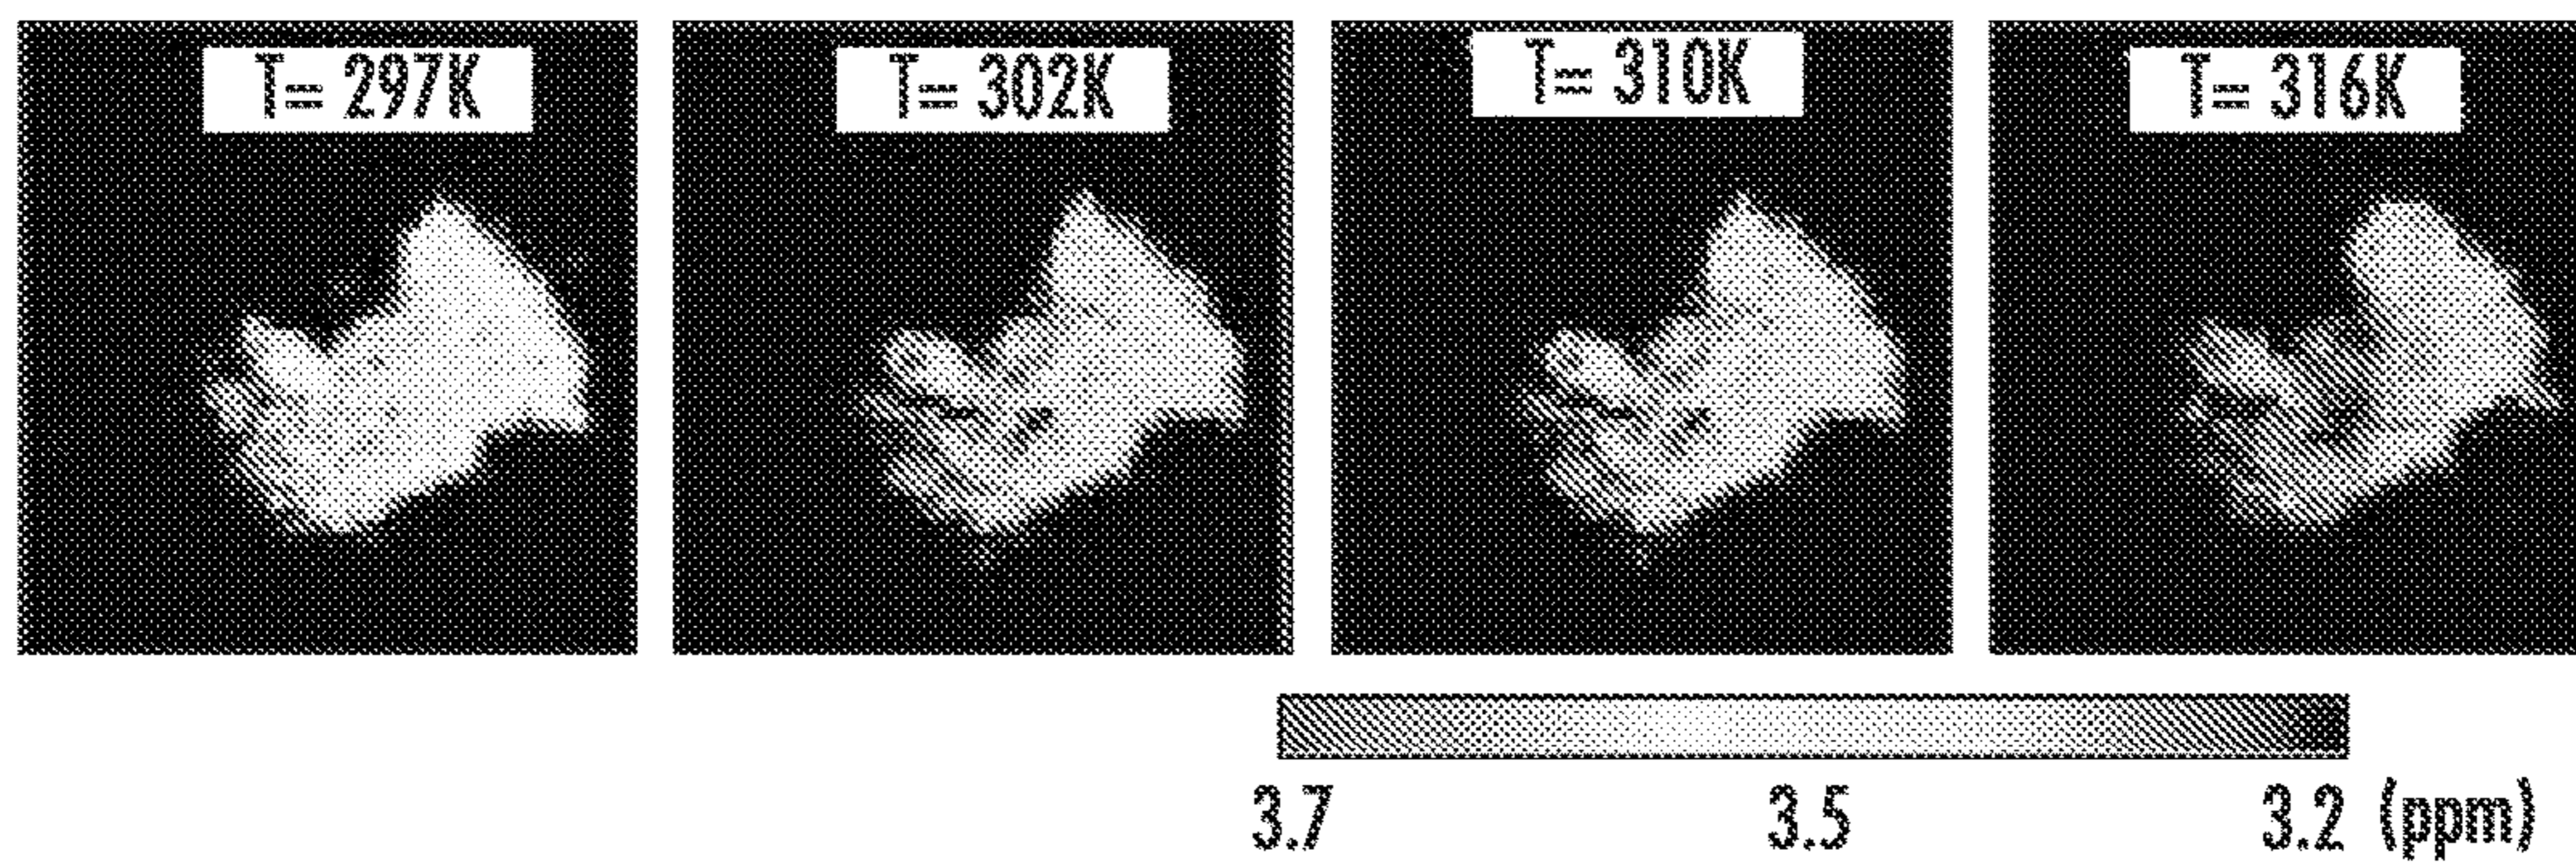 T= 297K
T= 302K
T= 310K
T= 316K
3.7 3.5 3.2 (ppm)